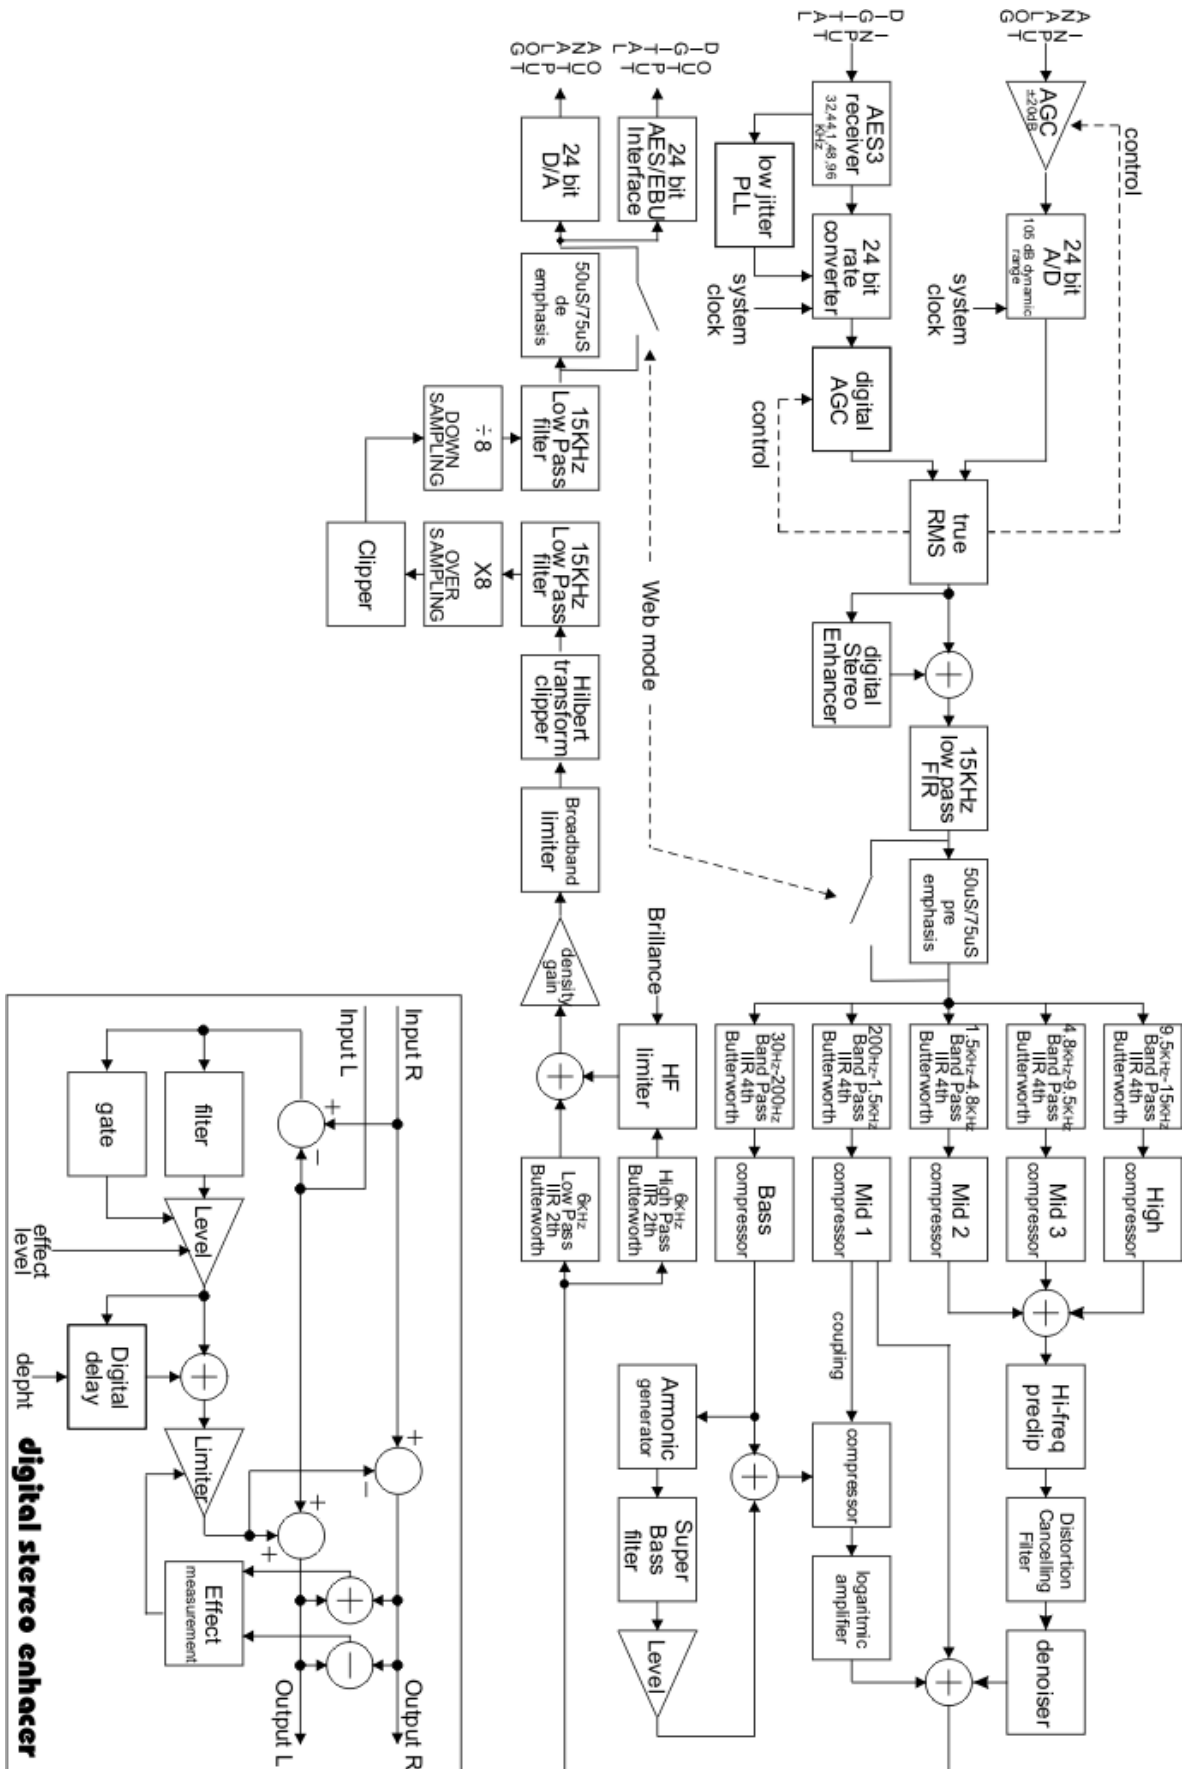 ANALOG
INPUT
AGC
±20dB
control
24 bit
A/D
105 dB dynamic
range
system
clock
DIGITAL
INPUT
AES3
receiver
32,44,1,48,96
KHz
low jitter
PLL
24 bit
rate
converter
system
clock
digital
AGC
control
true
RMS
digital
Stereo
Enhancer
15KHz
low pass
FIR
50uS/75uS
pre
emphasis
9.5KHz-15KHz
Band Pass
IIR 4th
Butterworth
High
compressor
4,8KHz-9.5KHz
Band Pass
IIR 4th
Butterworth
Mid 3
compressor
1,5KHz-4,8KHz
Band Pass
IIR 4th
Butterworth
Mid 2
compressor
200Hz-1,5KHz
Band Pass
IIR 4th
Butterworth
Mid 1
compressor
30Hz-200Hz
Band Pass
IIR 4th
Butterworth
Bass
compressor
Hi-freq
preclip
Distortion
Cancelling
Filter
denoiser
coupling
compressor
logaritmic
amplifier
Armonic
generator
Super
Bass
filter
Level
DIGITAL
OUTPUT
24 bit
AES/EBU
Interface
ANALOG
OUTPUT
24 bit
D/A
50uS/75uS
de
emphasis
Web mode
15KHz
Low Pass
filter
÷8
DOWN
SAMPLING
Clipper
X8
OVER
SAMPLING
15KHz
Low Pass
filter
Hilbert
transform
clipper
Broadband
limiter
density
gain
Brillance
HF
limiter
6KHz
High Pass
IIR 2th
Butterworth
6KHz
Low Pass
IIR 2th
Butterworth
Input R
Input L
+
-
filter
gate
Level
effect
level
Digital
delay
depht
Limiter
+
-
+
+
Effect
measurement
Output R
Output L
digital stereo enhacer